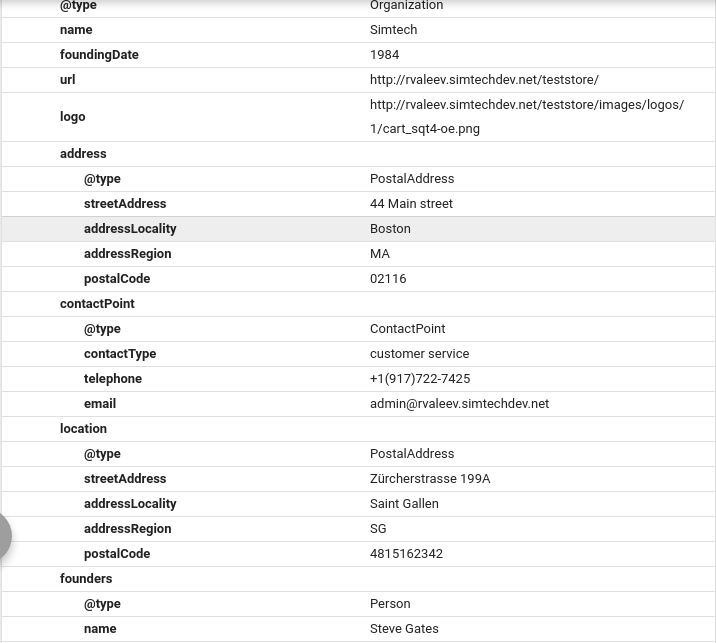 @type Organization
name Simtech
foundingDate 1984
url http://rvaleev.simtechdev.net/teststore/
logo http://rvaleev.simtechdev.net/teststore/images/logos/
1/cart_sqt4-oe.png
address
@type PostalAddress
streetAddress 44 Main street
addressLocality Boston
addressRegion MA
postalCode 02116
contactPoint
@type ContactPoint
contactType customer service
telephone +1(917)722-7425
email admin@rvaleev.simtechdev.net
location
@type PostalAddress
streetAddress Zürcherstrasse 199A
addressLocality Saint Gallen
addressRegion SG
postalCode 4815162342
founders
@type Person
name Steve Gates